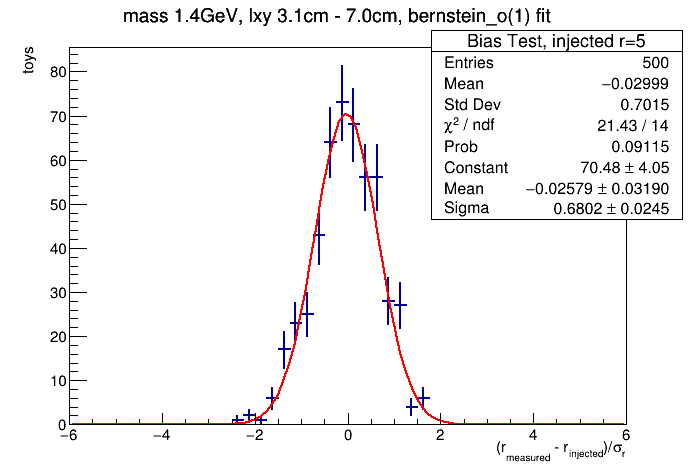 mass 1.4GeV, lxy 3.1cm - 7.0cm, bernstein_o(1) fit
Bias Test, injected r=5
Entries 500
Mean −0.02999
Std Dev 0.7015
χ² / ndf 21.43 / 14
Prob 0.09115
Constant 70.48 ± 4.05
Mean −0.02579 ± 0.03190
Sigma 0.6802 ± 0.0245
toys
80
70
60
50
40
30
20
10
0
−6 −4 −2 0 2 4 6
(r_measured - r_injected)/σ_r